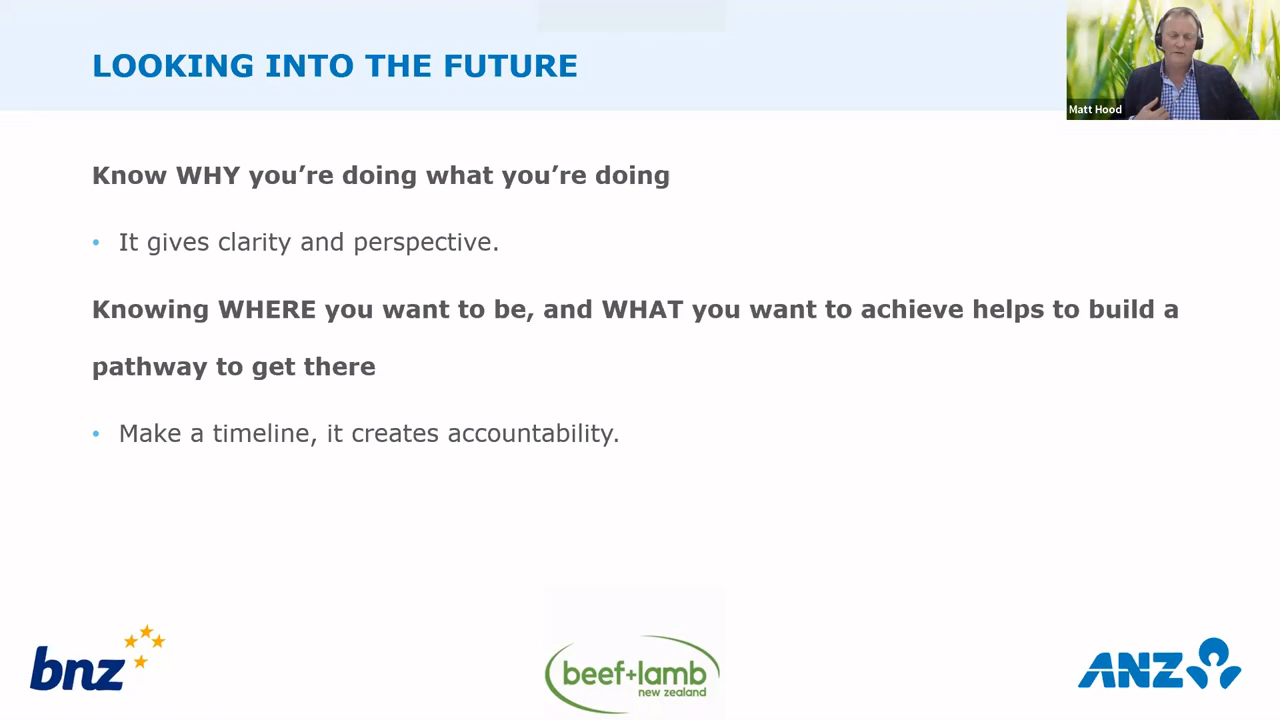 LOOKING INTO THE FUTURE
Matt Hood
Know WHY you’re doing what you’re doing
• It gives clarity and perspective.
Knowing WHERE you want to be, and WHAT you want to achieve helps to build a
pathway to get there
• Make a timeline, it creates accountability.
bnz
beef+lamb
new zealand
ANZ